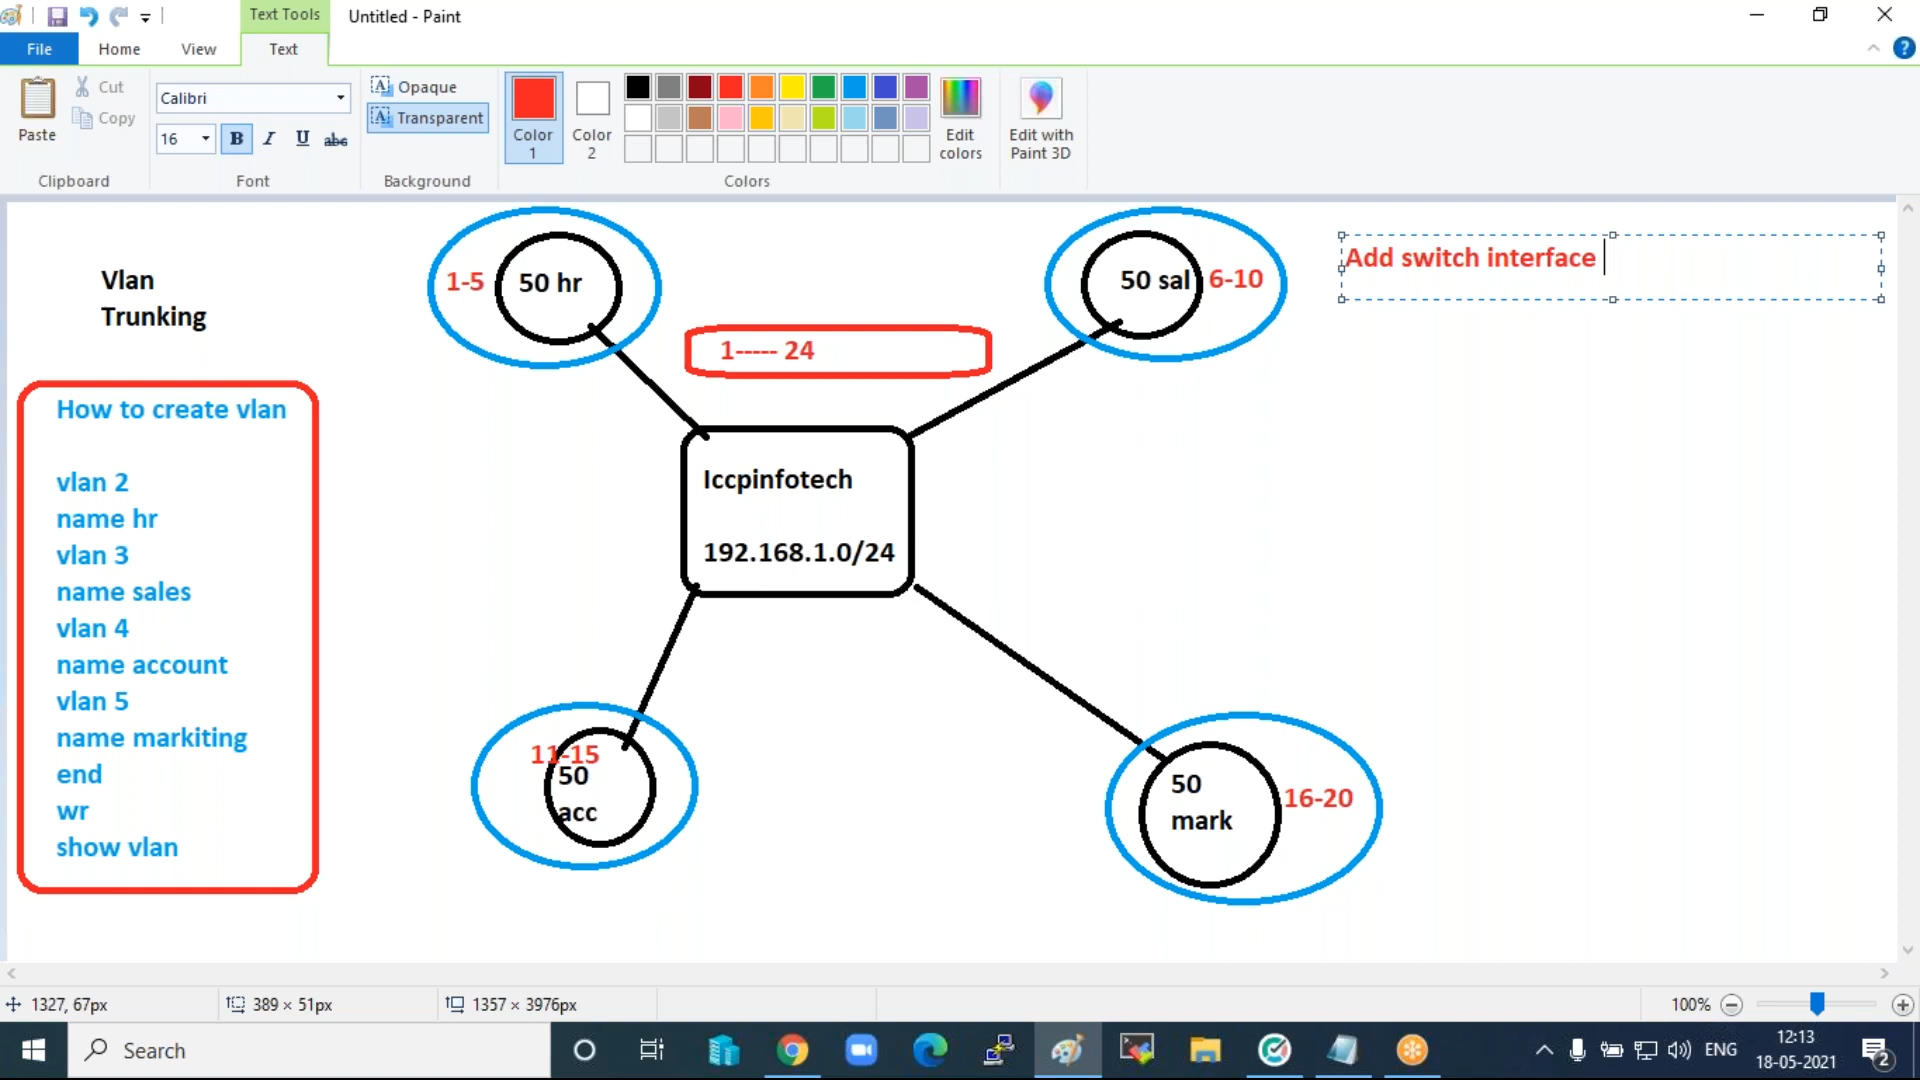 Text Tools
Untitled - Paint
File
Home
View
Text
Paste
Cut
Copy
Clipboard
Calibri
16
B I U abc
Font
Opaque
Transparent
Background
Color 1
Color 2
Colors
Edit colors
Edit with Paint 3D
Vlan
Trunking
How to create vlan
vlan 2
name hr
vlan 3
name sales
vlan 4
name account
vlan 5
name markiting
end
wr
show vlan
1-5
50 hr
50 sal
6-10
1----- 24
Iccpinfotech
192.168.1.0/24
11-15
50
acc
50
mark
16-20
Add switch interface
1327, 67px
389 × 51px
1357 × 3976px
100%
Search
ENG
12:13
18-05-2021
2